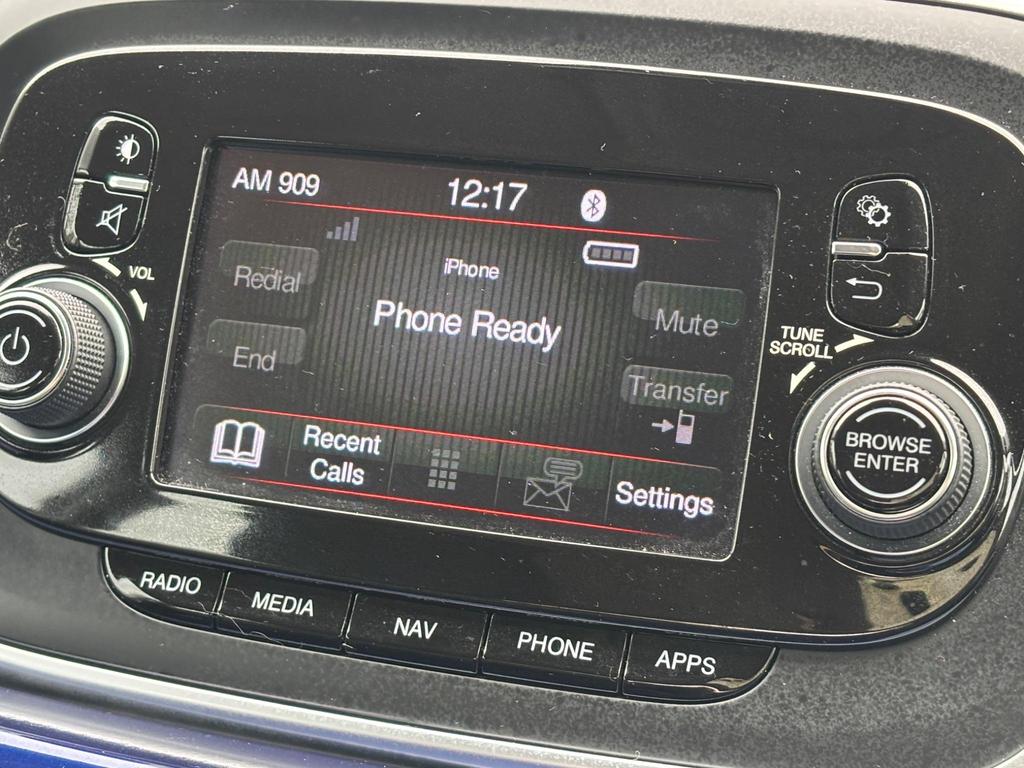 AM 909
12:17
iPhone
Redial
Phone Ready
Mute
End
Transfer
Recent
Calls
Settings
VOL
TUNE
SCROLL
BROWSE
ENTER
RADIO
MEDIA
NAV
PHONE
APPS